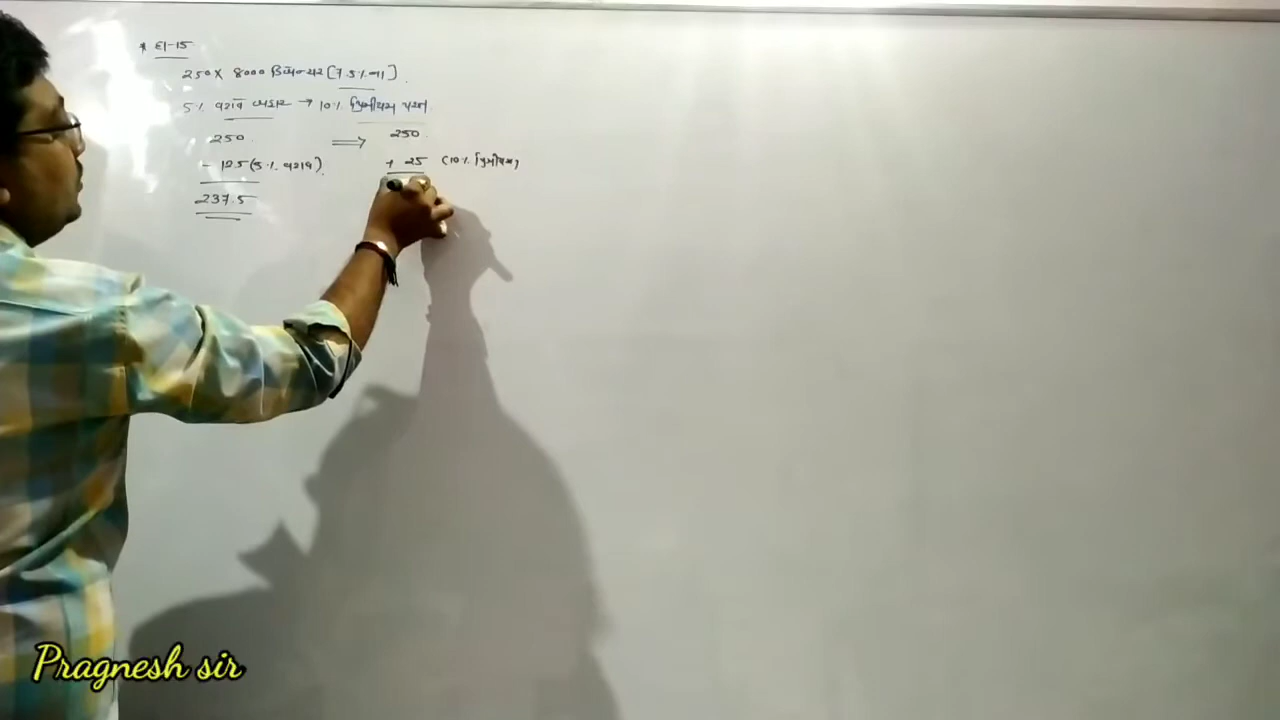 * દા-15
250 X 8000 ડિબેન્ચર [7.5%ના]
5% વટાવે બહાર → 10% પ્રિમીયમ પરત
250 ⟹ 250
- 12.5 (5% વટાવ) + 25 (10% પ્રિમીયમ)
237.5
Pragnesh sir